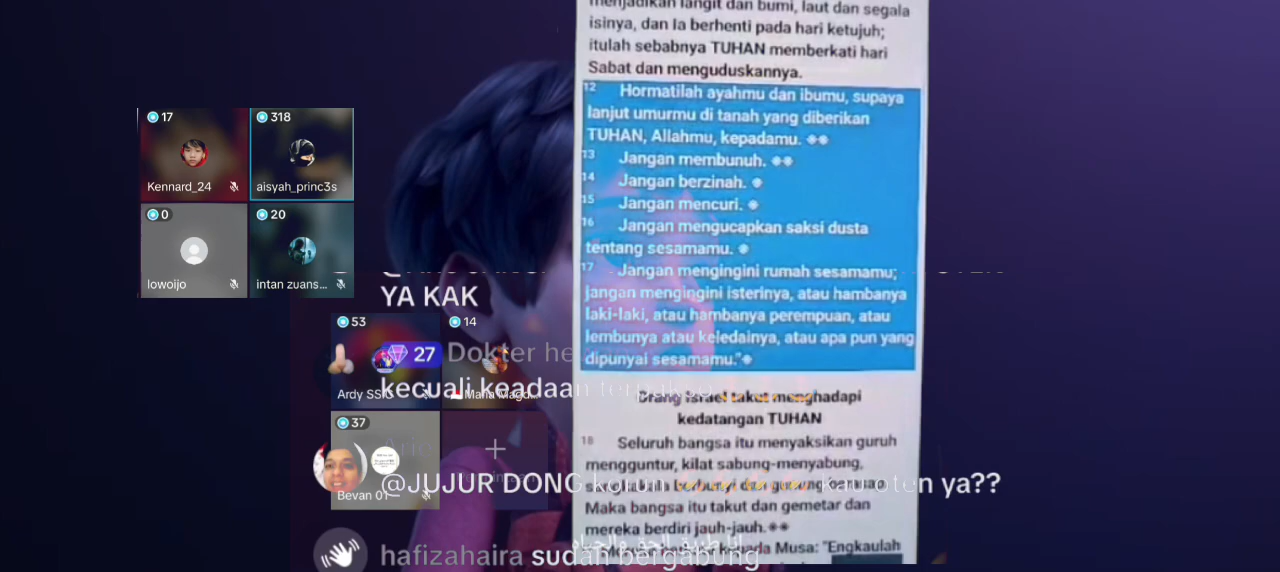 menjadikan langit dan bumi, laut dan segala
isinya, dan Ia berhenti pada hari ketujuh;
itulah sebabnya TUHAN memberkati hari
Sabat dan menguduskannya.
12 Hormatilah ayahmu dan ibumu, supaya
lanjut umurmu di tanah yang diberikan
TUHAN, Allahmu, kepadamu.
13 Jangan membunuh.
14 Jangan berzinah.
15 Jangan mencuri.
16 Jangan mengucapkan saksi dusta
tentang sesamamu.
17 Jangan mengingini rumah sesamamu;
jangan mengingini isterinya, atau hambanya
laki-laki, atau hambanya perempuan, atau
lembunya atau keledainya, atau apa pun yang
dipunyai sesamamu."
Orang Israel takut menghadapi
kedatangan TUHAN
18 Seluruh bangsa itu menyaksikan guruh
mengguntur, kilat sabung-menyabung,
Maka bangsa itu takut dan gemetar dan
mereka berdiri jauh-jauh.
Musa: "Engkaulah
17
318
Kennard_24
aisyah_princ3s
0
20
lowoijo
intan zuans...
YA KAK
53
14
27
Dokter he
Ardy SSIC
kecuali keadaan
37
Bevan 01
@JUJUR DONG
kau oten ya??
hafizahaira sudah bergabung